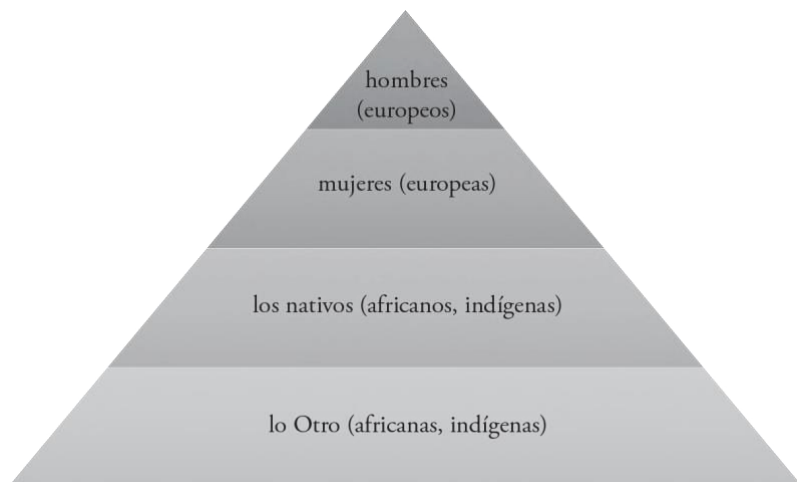 hombres
(europeos)
mujeres (europeas)
los nativos (africanos, indígenas)
lo Otro (africanas, indígenas)